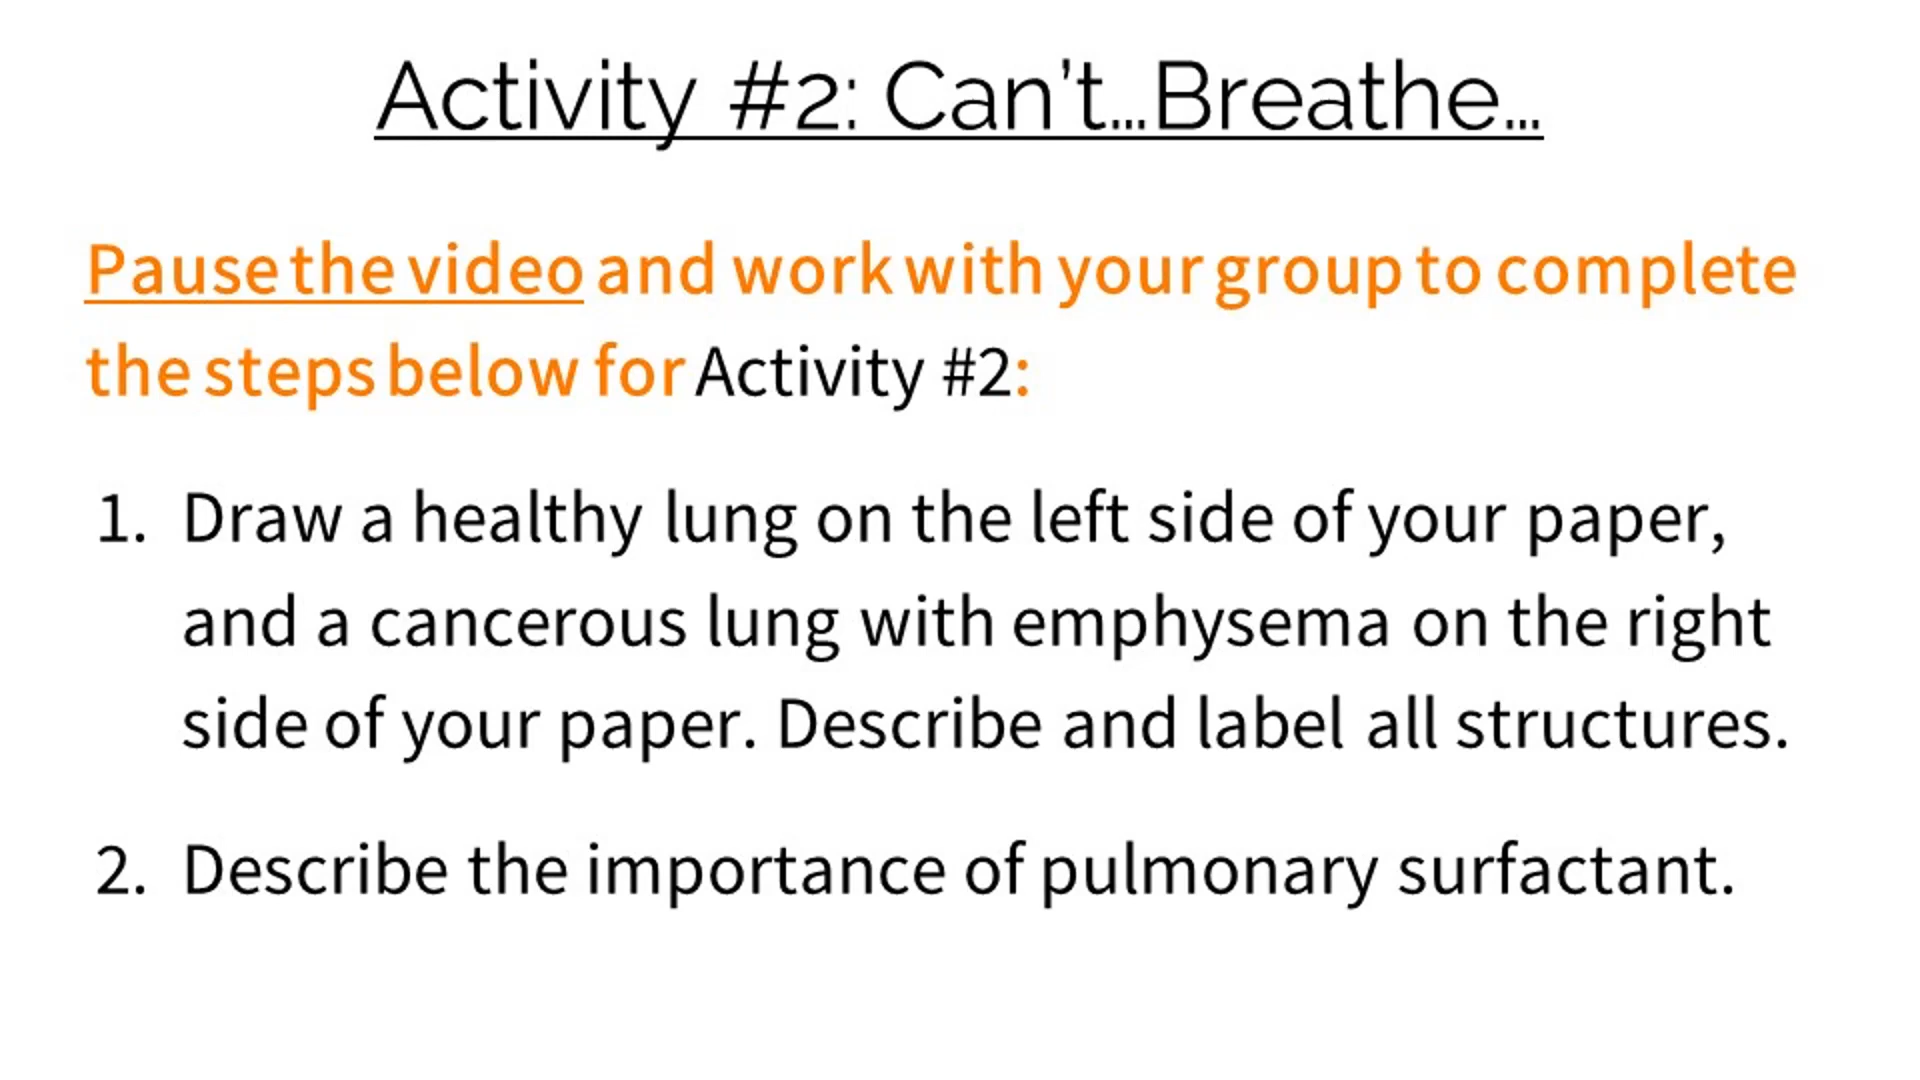 Activity #2: Can't...Breathe...
Pause the video and work with your group to complete
the steps below for Activity #2:
1. Draw a healthy lung on the left side of your paper,
and a cancerous lung with emphysema on the right
side of your paper. Describe and label all structures.
2. Describe the importance of pulmonary surfactant.